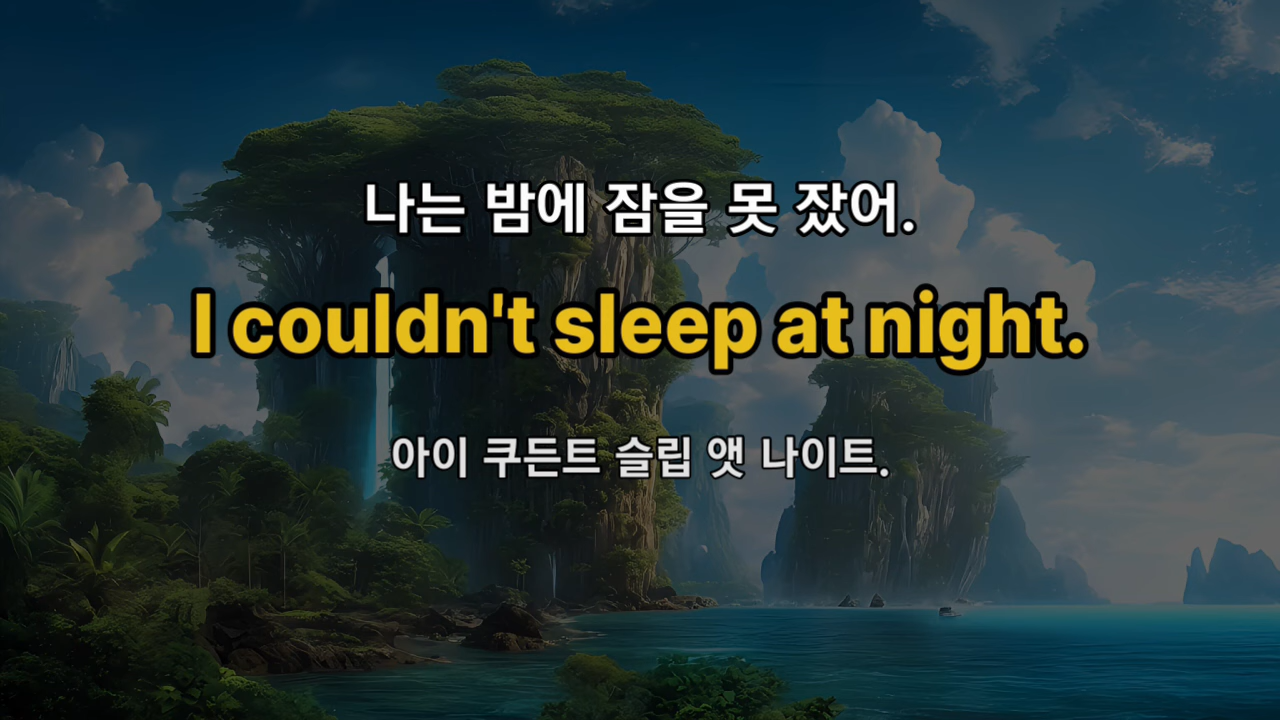 나는 밤에 잠을 못 잤어.
I couldn't sleep at night.
아이 쿠든트 슬립 앳 나이트.